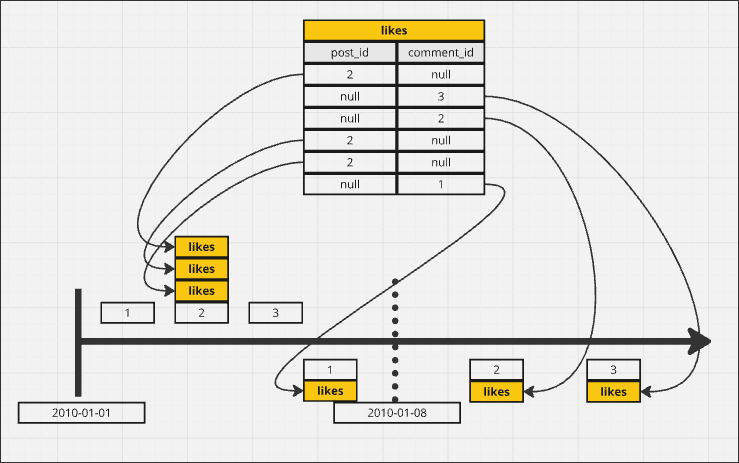 likes
post_id comment_id
2 null
null 3
null 2
2 null
2 null
null 1
likes
likes
likes
1 2 3
1 2 3
likes likes likes
2010-01-01 2010-01-08